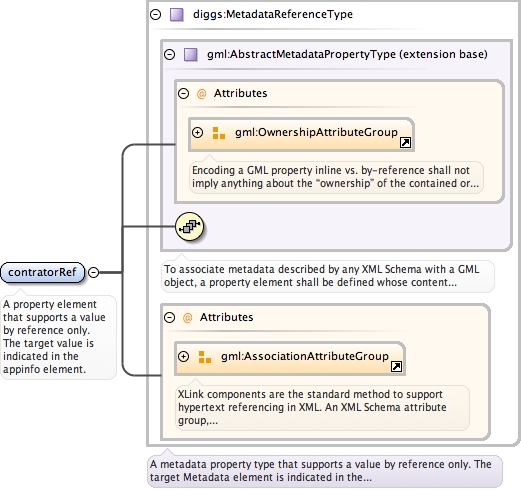 diggs:MetadataReferenceType
gml:AbstractMetadataPropertyType (extension base)
@ Attributes
gml:OwnershipAttributeGroup
Encoding a GML property inline vs. by-reference shall not
imply anything about the “ownership” of the contained or...
contratorRef
To associate metadata described by any XML Schema with a GML
object, a property element shall be defined whose content...
A property element
that supports a value
by reference only.
The target value is
indicated in the
appinfo element.
@ Attributes
gml:AssociationAttributeGroup
XLink components are the standard method to support
hypertext referencing in XML. An XML Schema attribute
group,...
A metadata property type that supports a value by reference only. The
target Metadata element is indicated in the...